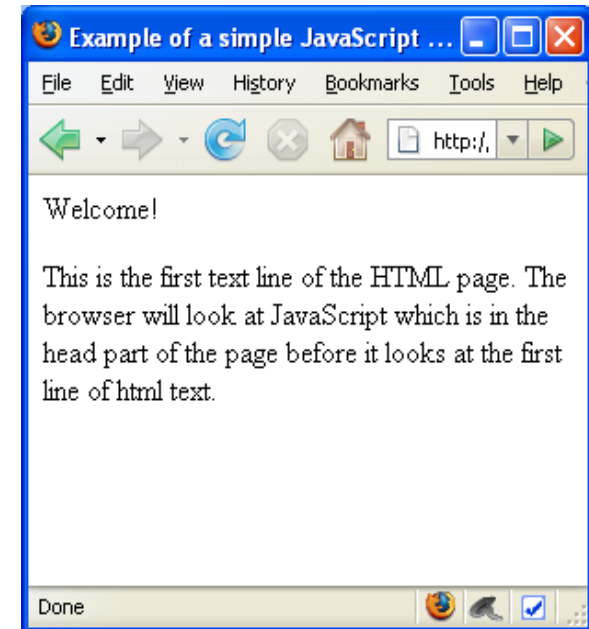 Example of a simple JavaScript ...
File Edit View History Bookmarks Tools Help
http:/,
Welcome!
This is the first text line of the HTML page. The
browser will look at JavaScript which is in the
head part of the page before it looks at the first
line of html text.
Done